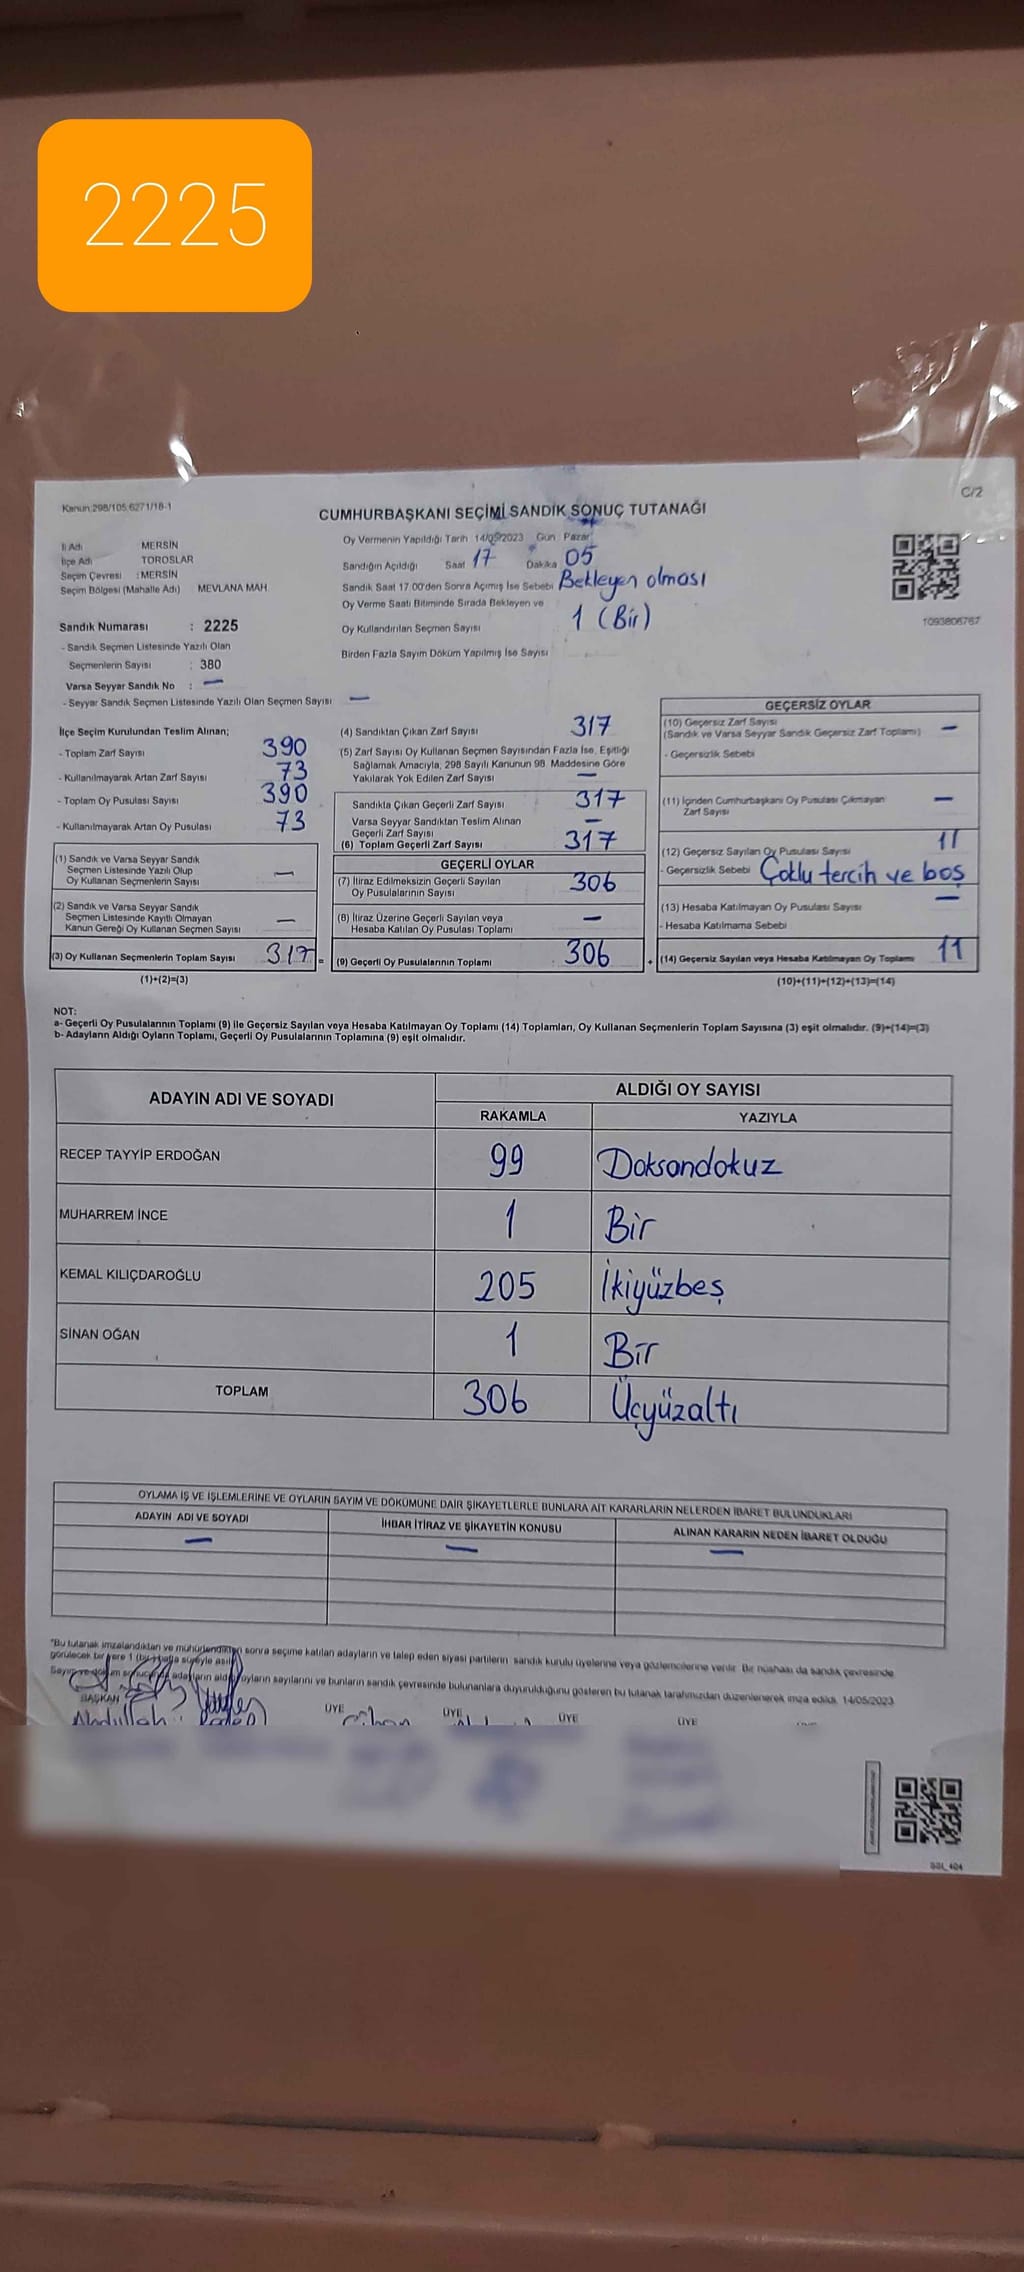 2225
Kanun:298/105;6271/18-1
C/2
CUMHURBAŞKANI SEÇİMİ SANDIK SONUÇ TUTANAĞI
İl Adı : MERSİN
İlçe Adı : TOROSLAR
Seçim Çevresi : MERSİN
Seçim Bölgesi (Mahalle Adı) MEVLANA MAH.
Sandık Numarası : 2225
- Sandık Seçmen Listesinde Yazılı Olan
Seçmenlerin Sayısı : 380
Varsa Seyyar Sandık No : —
- Seyyar Sandık Seçmen Listesinde Yazılı Olan Seçmen Sayısı —
Oy Vermenin Yapıldığı Tarih 14/05/2023 Gün Pazar
Sandığın Açıldığı Saat 17 Dakika 05
Sandık Saat 17.00'den Sonra Açımış İse Sebebi Bekleyen olması
Oy Verme Saati Bitiminde Sırada Bekleyen ve
Oy Kullandırılan Seçmen Sayısı 1 (Bir)
Birden Fazla Sayım Döküm Yapılmış İse Sayısı
1093806767
İlçe Seçim Kurulundan Teslim Alınan;
- Toplam Zarf Sayısı 390
- Kullanılmayarak Artan Zarf Sayısı 73
- Toplam Oy Pusulası Sayısı 390
- Kullanılmayarak Artan Oy Pusulası 73
(1) Sandık ve Varsa Seyyar Sandık
Seçmen Listesinde Yazılı Olup
Oy Kullanan Seçmenlerin Sayısı —
(2) Sandık ve Varsa Seyyar Sandık
Seçmen Listesinde Kayıtlı Olmayan
Kanun Gereği Oy Kullanan Seçmen Sayısı —
(3) Oy Kullanan Seçmenlerin Toplam Sayısı 317 =
(1)+(2)=(3)
(4) Sandıktan Çıkan Zarf Sayısı 317
(5) Zarf Sayısı Oy Kullanan Seçmen Sayısından Fazla İse, Eşitliği
Sağlamak Amacıyla, 298 Sayılı Kanunun 98. Maddesine Göre
Yakılarak Yok Edilen Zarf Sayısı —
Sandıkla Çıkan Geçerli Zarf Sayısı 317
Varsa Seyyar Sandıktan Teslim Alınan
Geçerli Zarf Sayısı —
(6) Toplam Geçerli Zarf Sayısı 317
GEÇERLİ OYLAR
(7) İtiraz Edilmeksizin Geçerli Sayılan
Oy Pusulalarının Sayısı 306
(8) İtiraz Üzerine Geçerli Sayılan veya
Hesaba Katılan Oy Pusulası Toplamı —
(9) Geçerli Oy Pusulalarının Toplamı 306 +
GEÇERSİZ OYLAR
(10) Geçersiz Zarf Sayısı
(Sandık ve Varsa Seyyar Sandık Geçersiz Zarf Toplamı) —
- Geçersizlik Sebebi
(11) İçinden Cumhurbaşkanı Oy Pusulası Çıkmayan
Zarf Sayısı —
(12) Geçersiz Sayılan Oy Pusulası Sayısı 11
- Geçersizlik Sebebi Çoklu tercih ve boş
(13) Hesaba Katılmayan Oy Pusulası Sayısı —
- Hesaba Katılmama Sebebi
(14) Geçersiz Sayılan veya Hesaba Katılmayan Oy Toplamı 11
(10)+(11)+(12)+(13)=(14)
NOT:
a- Geçerli Oy Pusulalarının Toplamı (9) ile Geçersiz Sayılan veya Hesaba Katılmayan Oy Toplamı (14) Toplamları, Oy Kullanan Seçmenlerin Toplam Sayısına (3) eşit olmalıdır. (9)+(14)=(3)
b- Adayların Aldığı Oyların Toplamı, Geçerli Oy Pusulalarının Toplamına (9) eşit olmalıdır.
ADAYIN ADI VE SOYADI
ALDIĞI OY SAYISI
RAKAMLA YAZIYLA
RECEP TAYYİP ERDOĞAN 99 Doksandokuz
MUHARREM İNCE 1 Bir
KEMAL KILIÇDAROĞLU 205 İkiyüzbeş
SİNAN OĞAN 1 Bir
TOPLAM 306 Üçyüzaltı
OYLAMA İŞ VE İŞLEMLERİNE VE OYLARIN SAYIM VE DÖKÜMÜNE DAİR ŞİKAYETLERLE BUNLARA AİT KARARLARIN NELERDEN İBARET BULUNDUKLARI
ADAYIN ADI VE SOYADI İHBAR İTİRAZ VE ŞİKAYETİN KONUSU ALINAN KARARIN NEDEN İBARET OLDUĞU
— — —
"Bu tutanak imzalandıktan ve mühürlendikten sonra seçime katılan adayların ve talep eden siyasi partilerin sandık kurulu üyelerine veya gözlemcilerine verilir. Bir nüshası da sandık çevresinde
görülecek bir yere 1 (bir) hafta süreyle asılır.
Sayım ve döküm sonucunda adayların aldığı oyların sayılarını ve bunların sandık çevresinde bulunanlara duyurulduğunu gösteren bu tutanak tarafımızdan düzenlenerek imza edildi. 14/05/2023
BAŞKAN ÜYE ÜYE ÜYE ÜYE
Abdullah